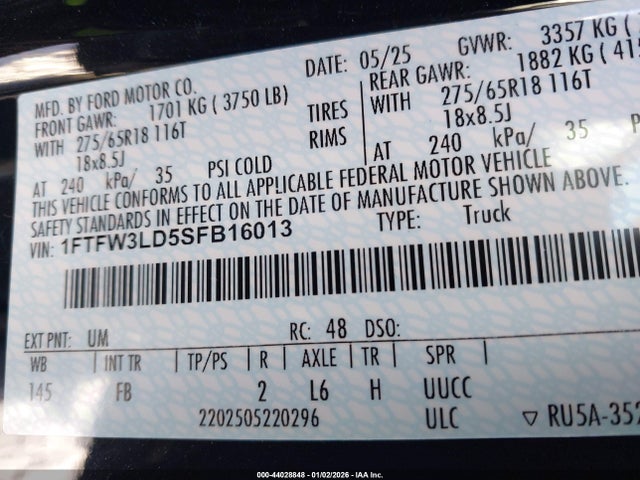 MFD. BY FORD MOTOR CO. DATE: 05/25 GVWR: 3357 KG (
FRONT GAWR: 1701 KG (3750 LB) REAR GAWR: 1882 KG (415
WITH 275/65R18 116T TIRES WITH 275/65R18 116T
18x8.5J RIMS 18x8.5J
AT 240 kPa/ 35 PSI COLD AT 240 kPa/ 35
THIS VEHICLE CONFORMS TO ALL APPLICABLE FEDERAL MOTOR VEHICLE
SAFETY STANDARDS IN EFFECT ON THE DATE OF MANUFACTURE SHOWN ABOVE.
VIN: 1FTFW3LD5SFB16013 TYPE: Truck
EXT PNT: UM RC: 48 DSO:
WB INT TR TP/PS R AXLE TR SPR
145 FB 2 L6 H UUCC
2202505220296 ULC ▽ RU5A-352
000-44028848 - 01/02/2026 - IAA Inc.